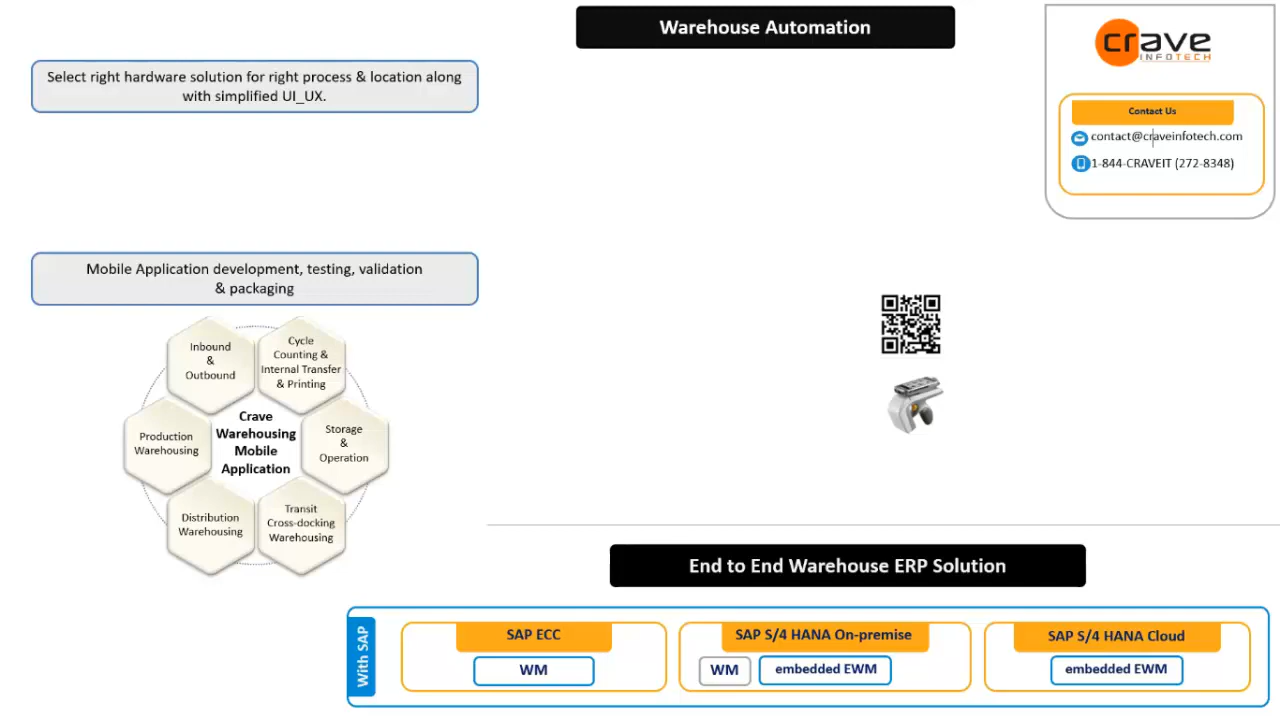 Warehouse Automation
crave
INFOTECH
Contact Us
contact@craveinfotech.com
1-844-CRAVEIT (272-8348)
Select right hardware solution for right process & location along
with simplified UI_UX.
Mobile Application development, testing, validation
& packaging
Inbound
&
Outbound
Cycle
Counting &
Internal Transfer
& Printing
Production
Warehousing
Crave
Warehousing
Mobile
Application
Storage
&
Operation
Distribution
Warehousing
Transit
Cross-docking
Warehousing
End to End Warehouse ERP Solution
With SAP
SAP ECC
WM
SAP S/4 HANA On-premise
WM
embedded EWM
SAP S/4 HANA Cloud
embedded EWM